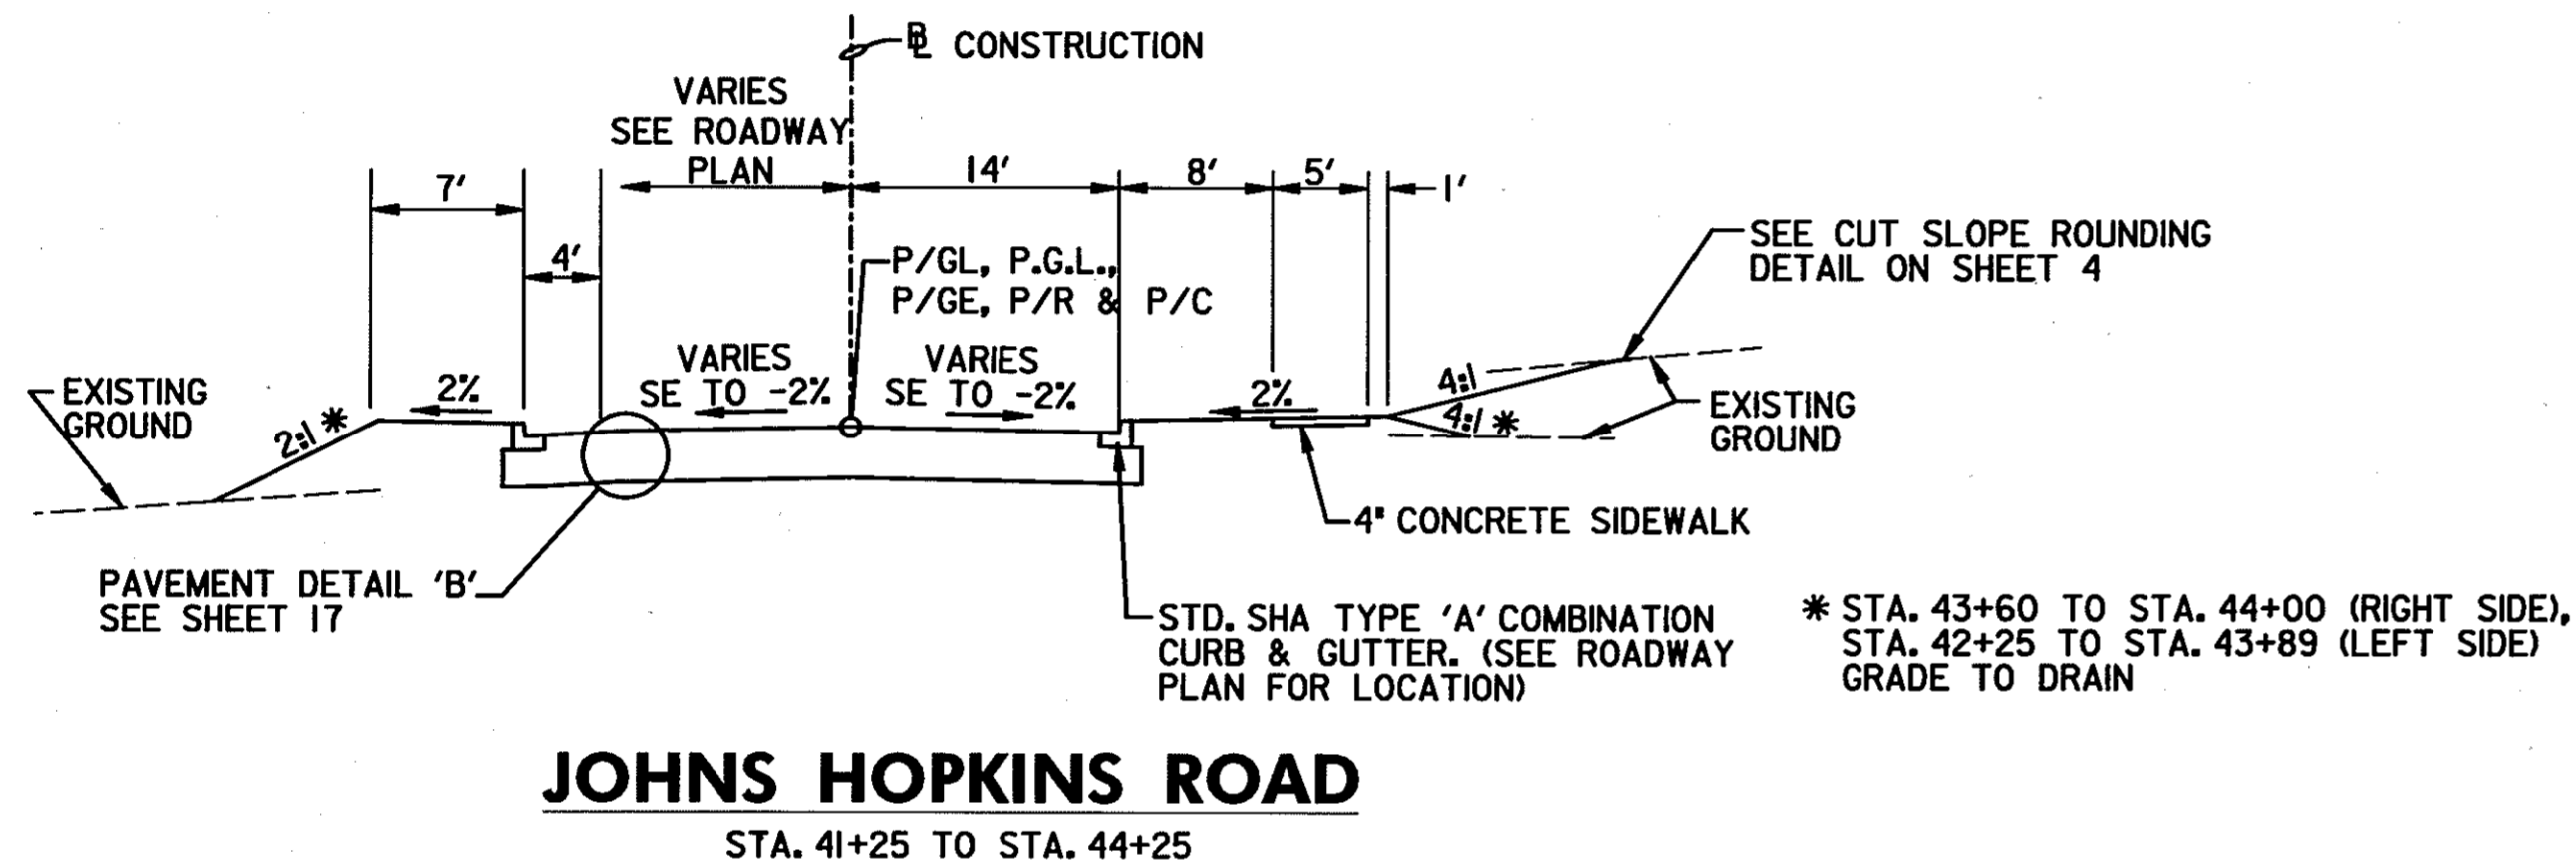 BL CONSTRUCTION
VARIES
SEE ROADWAY
PLAN
7'
4'
14'
8'
5'
1'
P/GL, P.G.L.,
P/GE, P/R & P/C
SEE CUT SLOPE ROUNDING
DETAIL ON SHEET 4
EXISTING
GROUND
2:1 *
2%
VARIES
SE TO -2%
VARIES
SE TO -2%
2%
4:1
4:1 *
EXISTING
GROUND
4" CONCRETE SIDEWALK
PAVEMENT DETAIL 'B'
SEE SHEET 17
STD. SHA TYPE 'A' COMBINATION
CURB & GUTTER. (SEE ROADWAY
PLAN FOR LOCATION)
* STA. 43+60 TO STA. 44+00 (RIGHT SIDE),
STA. 42+25 TO STA. 43+89 (LEFT SIDE)
GRADE TO DRAIN
JOHNS HOPKINS ROAD
STA. 41+25 TO STA. 44+25